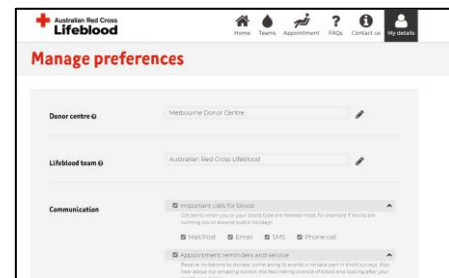 Australian Red Cross
Lifeblood
Home
Teams
Appointment
FAQs
Contact us
My details
Manage preferences
Donor centre
Melbourne Donor Centre
Lifeblood team
Australian Red Cross Lifeblood
Communication
Important calls for blood
Get alerts when you or your blood type are needed most, for example if blood is
running low or around public holidays.
Mail/Post Email SMS Phone call
Appointment reminders and service
Receive invitations to donate, come along to events or to take part in short surveys. Also
hear about our amazing donors, the fascinating science of blood and looking after your